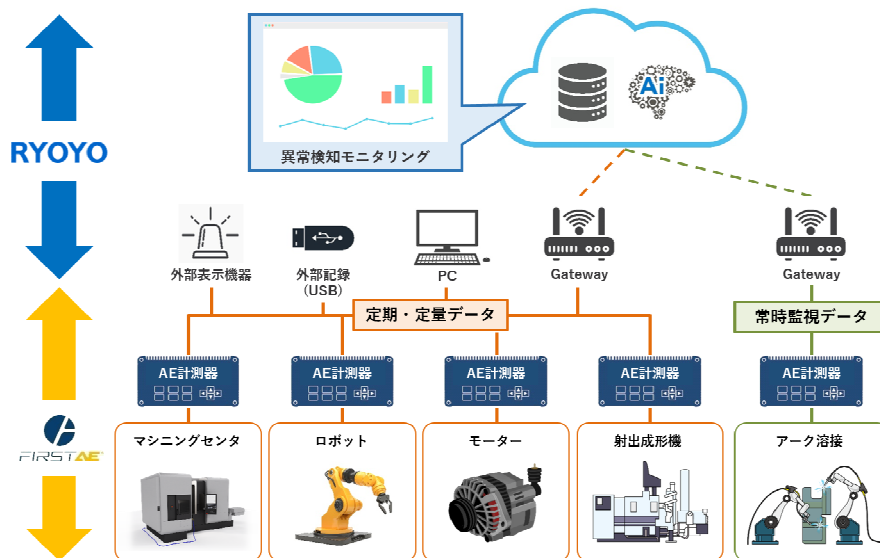 Ai
異常検知モニタリング
RYOYO
外部表示機器
外部記録
(USB)
PC
Gateway
Gateway
定期・定量データ
常時監視データ
AE計測器
AE計測器
AE計測器
AE計測器
AE計測器
FIRSTAE
マシニングセンタ
ロボット
モーター
射出成形機
アーク溶接